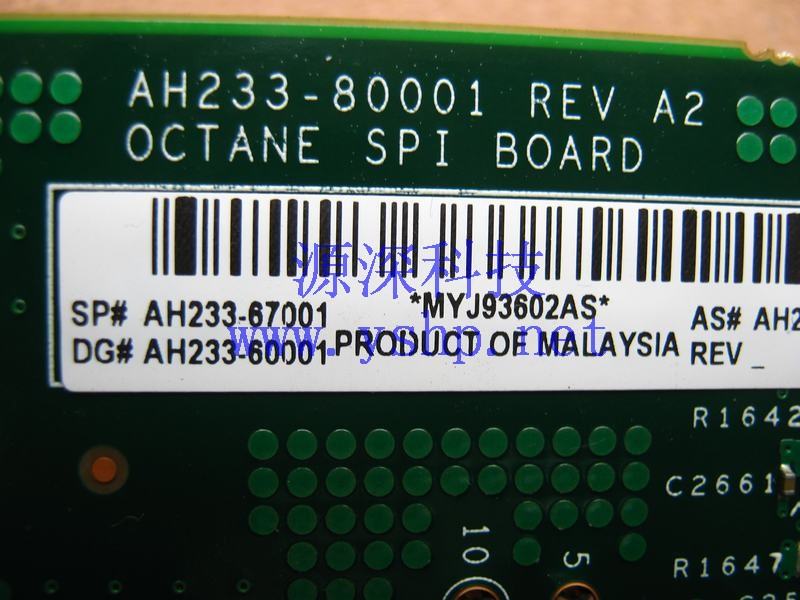 AH233-80001 REV A2
OCTANE SPI BOARD
源深科技
SP# AH233-67001 *MYJ93602AS* AS# AH2
www.yshp.net
DG# AH233-60001 PRODUCT OF MALAYSIA REV _
R1642
C2661
10
5
R1647